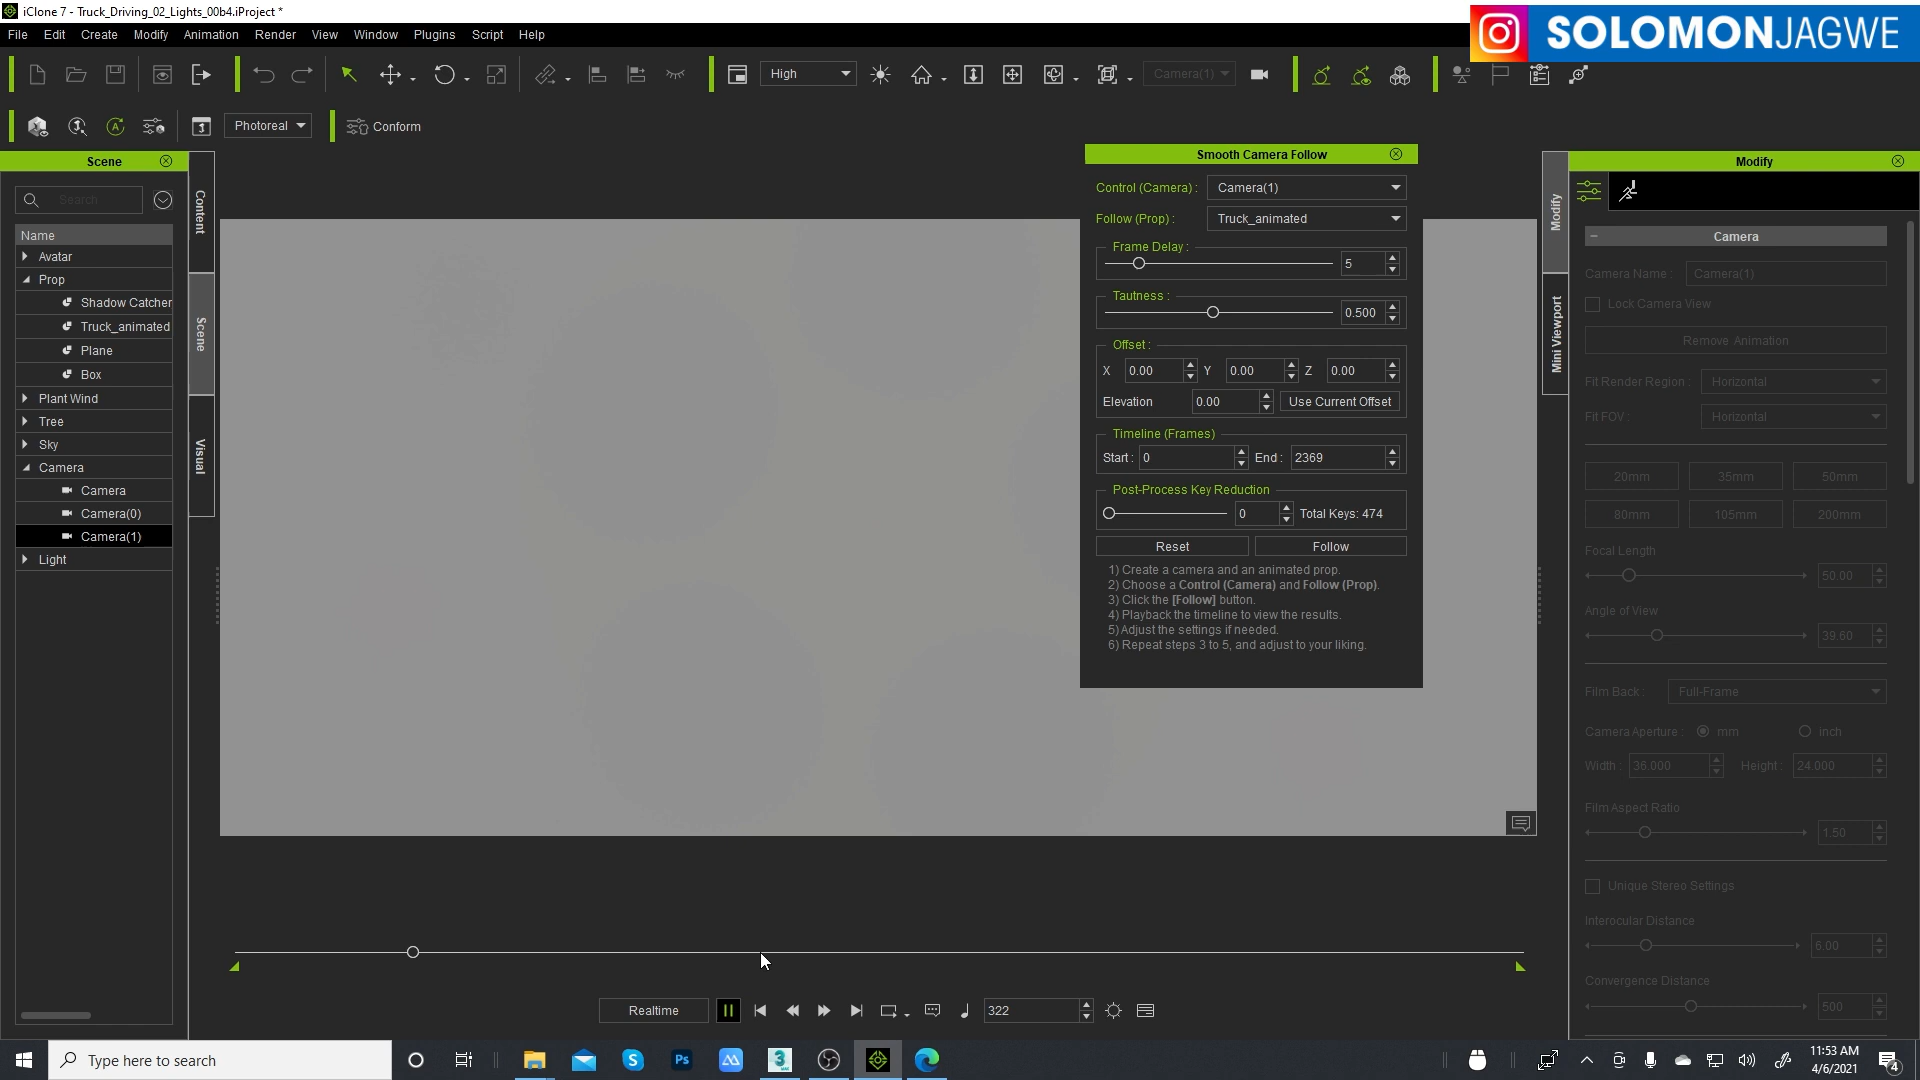 iClone 7 - Truck_Driving_02_Lights_00b4.iProject *
SOLOMONJAGWE
File Edit Create Modify Animation Render View Window Plugins Script Help
High
Camera(1)
Photoreal
Conform
Scene
Search
Name
Avatar
Prop
Shadow Catcher
Truck_animated
Plane
Box
Plant Wind
Tree
Sky
Camera
Camera
Camera(0)
Camera(1)
Light
Content
Scene
Visual
Smooth Camera Follow
Control (Camera) : Camera(1)
Follow (Prop) : Truck_animated
Frame Delay :
5
Tautness :
0.500
Offset :
X 0.00 Y 0.00 Z 0.00
Elevation 0.00 Use Current Offset
Timeline (Frames)
Start : 0 End : 2369
Post-Process Key Reduction
0 Total Keys: 474
Reset Follow
1) Create a camera and an animated prop.
2) Choose a Control (Camera) and Follow (Prop).
3) Click the [Follow] button.
4) Playback the timeline to view the results.
5) Adjust the settings if needed.
6) Repeat steps 3 to 5, and adjust to your liking.
Modify
Mini Viewport
Modify
Camera
Camera Name : Camera(1)
Lock Camera View
Remove Animation
Fit Render Region : Horizontal
Fit FOV : Horizontal
20mm 35mm 50mm
80mm 105mm 200mm
Focal Length
50.00
Angle of View
39.60
Film Back : Full-Frame
Camera Aperture : mm inch
Width : 36.000 Height : 24.000
Film Aspect Ratio
1.50
Unique Stereo Settings
Interocular Distance
6.00
Convergence Distance
500
Realtime
322
Type here to search
Ps
3
11:53 AM
4/6/2021
4